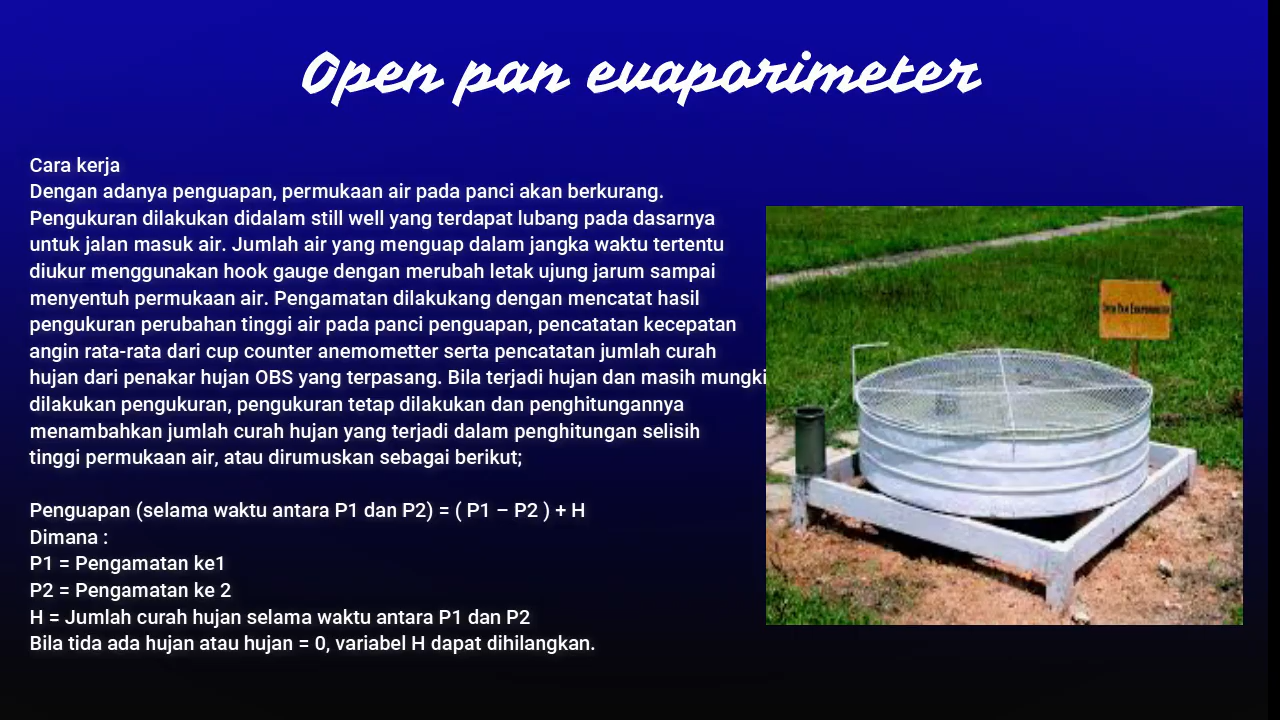 Open pan evaporimeter
Cara kerja
Dengan adanya penguapan, permukaan air pada panci akan berkurang.
Pengukuran dilakukan didalam still well yang terdapat lubang pada dasarnya
untuk jalan masuk air. Jumlah air yang menguap dalam jangka waktu tertentu
diukur menggunakan hook gauge dengan merubah letak ujung jarum sampai
menyentuh permukaan air. Pengamatan dilakukang dengan mencatat hasil
pengukuran perubahan tinggi air pada panci penguapan, pencatatan kecepatan
angin rata-rata dari cup counter anemometter serta pencatatan jumlah curah
hujan dari penakar hujan OBS yang terpasang. Bila terjadi hujan dan masih mungki
dilakukan pengukuran, pengukuran tetap dilakukan dan penghitungannya
menambahkan jumlah curah hujan yang terjadi dalam penghitungan selisih
tinggi permukaan air, atau dirumuskan sebagai berikut;
Penguapan (selama waktu antara P1 dan P2) = ( P1 – P2 ) + H
Dimana :
P1 = Pengamatan ke1
P2 = Pengamatan ke 2
H = Jumlah curah hujan selama waktu antara P1 dan P2
Bila tida ada hujan atau hujan = 0, variabel H dapat dihilangkan.